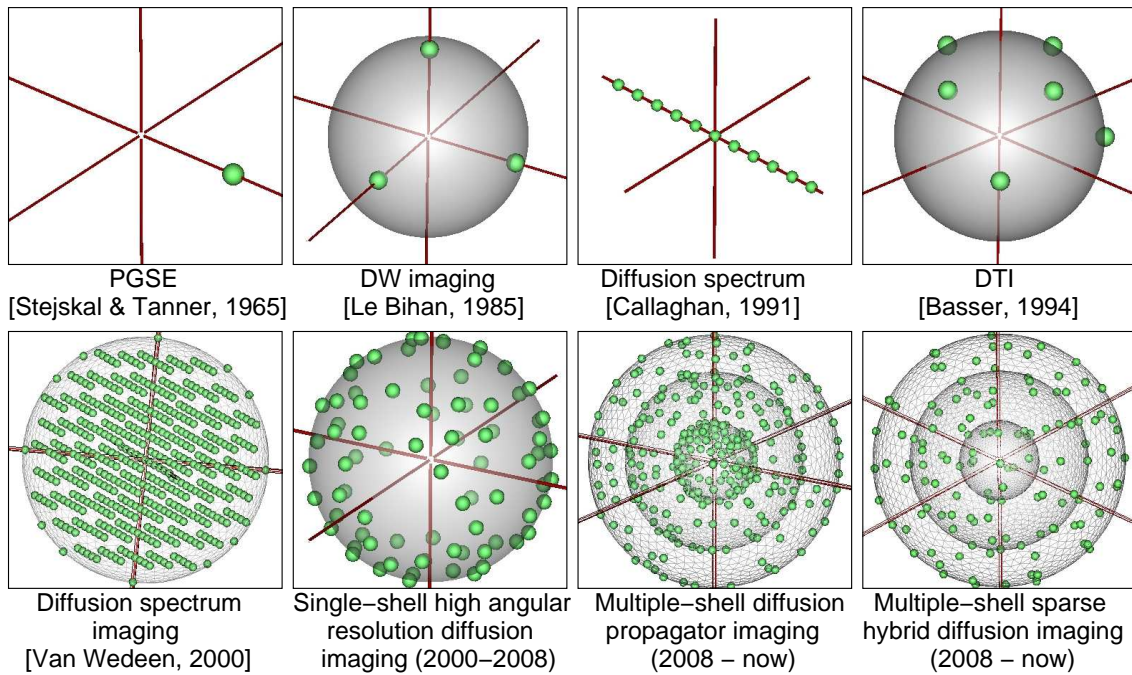 PGSE
[Stejskal & Tanner, 1965]
DW imaging
[Le Bihan, 1985]
Diffusion spectrum
[Callaghan, 1991]
DTI
[Basser, 1994]
Diffusion spectrum
imaging
[Van Wedeen, 2000]
Single−shell high angular
resolution diffusion
imaging (2000−2008)
Multiple−shell diffusion
propagator imaging
(2008 − now)
Multiple−shell sparse
hybrid diffusion imaging
(2008 − now)